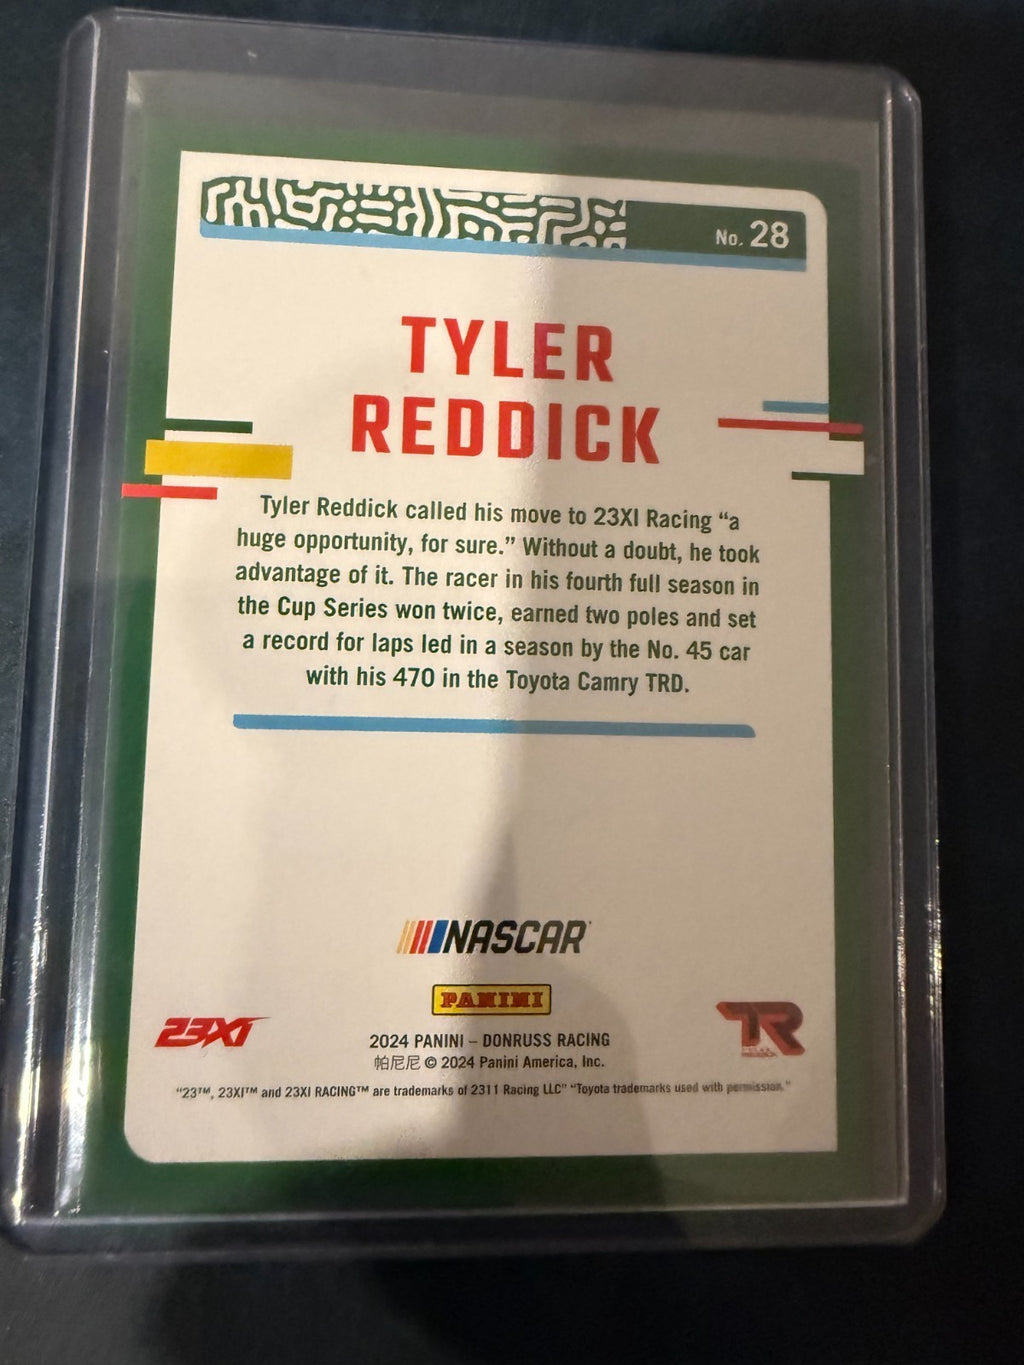 No. 28
TYLER
REDDICK
Tyler Reddick called his move to 23XI Racing “a
huge opportunity, for sure.” Without a doubt, he took
advantage of it. The racer in his fourth full season in
the Cup Series won twice, earned two poles and set
a record for laps led in a season by the No. 45 car
with his 470 in the Toyota Camry TRD.
NASCAR
PANINI
23XI
TR
2024 PANINI – DONRUSS RACING
帕尼尼 © 2024 Panini America, Inc.
“23™, 23XI™ and 23XI RACING™ are trademarks of 2311 Racing LLC” “Toyota trademarks used with permission.”